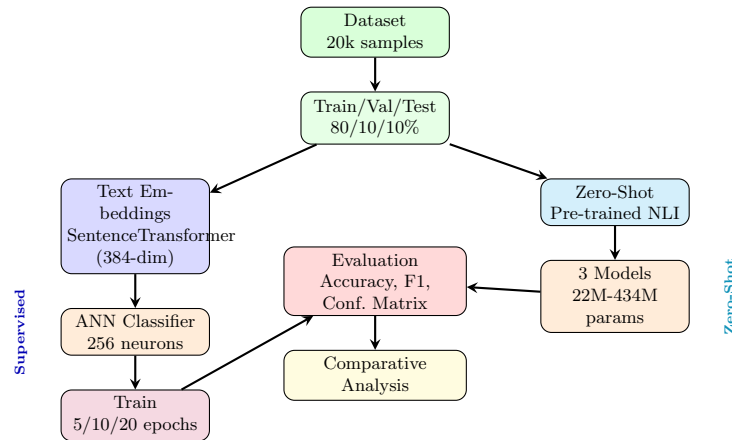 Dataset
20k samples
Train/Val/Test
80/10/10%
Text Em-
beddings
SentenceTransformer
(384-dim)
Zero-Shot
Pre-trained NLI
Evaluation
Accuracy, F1,
Conf. Matrix
3 Models
22M-434M
params
Supervised
Zero-Shot
ANN Classifier
256 neurons
Comparative
Analysis
Train
5/10/20 epochs